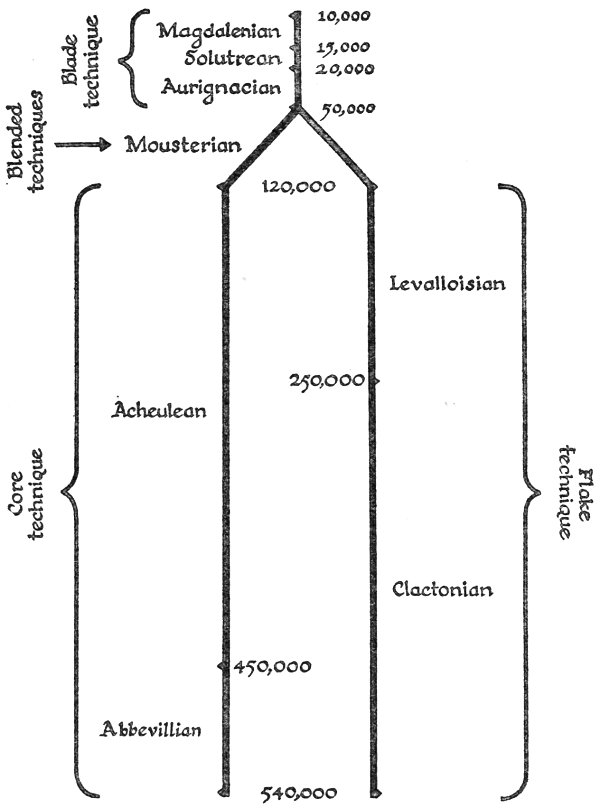 10,000
Magdalenian
15,000
Solutrean
20,000
Aurignacian
Blade
technique
50,000
Blended
techniques
Mousterian
120,000
Levalloisian
250,000
Acheulean
Core
technique
Flake
technique
Clactonian
450,000
Abbevillian
540,000